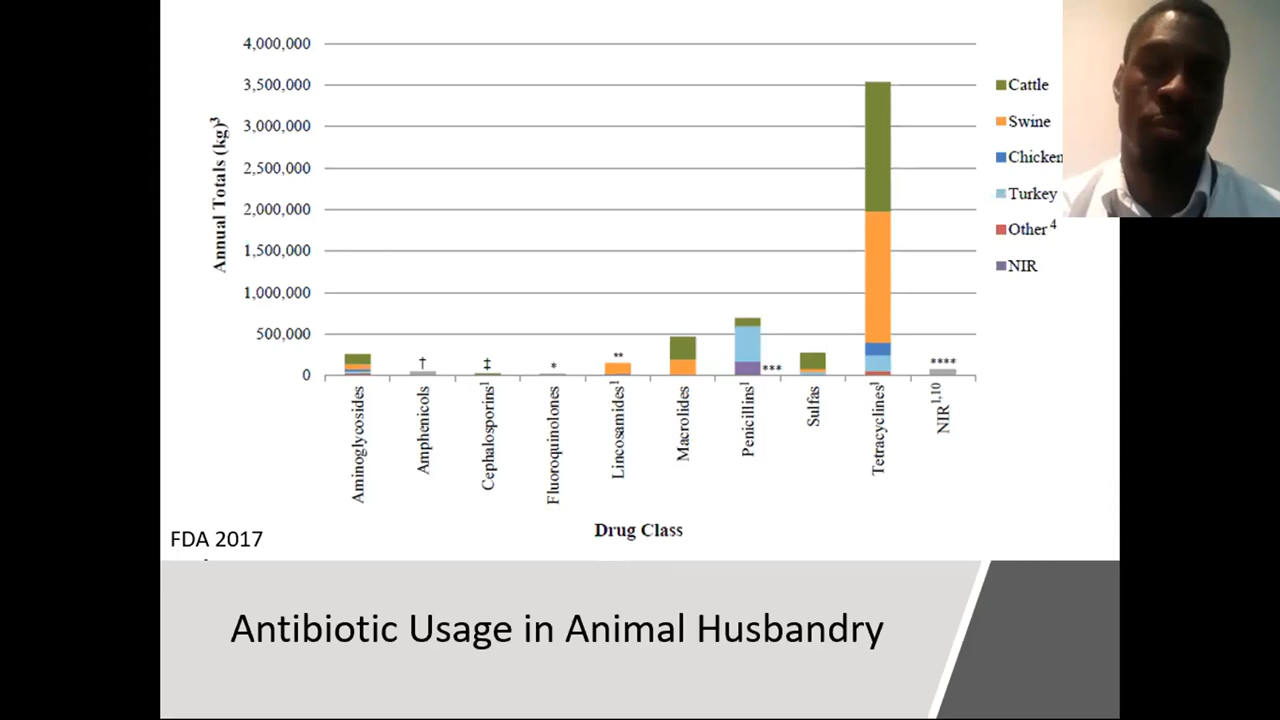 4,000,000
3,500,000
3,000,000
2,500,000
2,000,000
1,500,000
1,000,000
500,000
0
Annual Totals (kg)³
Cattle
Swine
Chicken
Turkey
Other ⁴
NIR
†
‡
*
**
***
****
Aminoglycosides
Amphenicols
Cephalosporins¹
Fluoroquinolones
Lincosamides¹
Macrolides
Penicillins¹
Sulfas
Tetracyclines¹
NIR¹,¹⁰
Drug Class
FDA 2017
Antibiotic Usage in Animal Husbandry